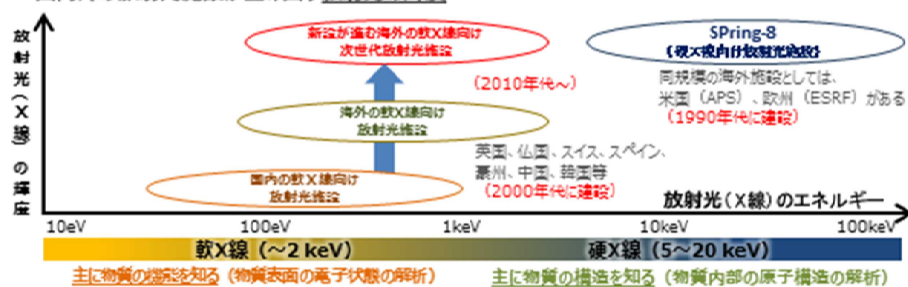 放射光(X線)の輝度
新設が進む海外の軟X線向け
次世代放射光施設
(2010年代~)
SPring-8
(硬X線向け放射光施設)
同規模の海外施設としては、
米国(APS)、欧州(ESRF)がある
(1990年代に建設)
海外の軟X線向け
放射光施設
英国、仏国、スイス、スペイン、
豪州、中国、韓国等
(2000年代に建設)
国内の軟X線向け
放射光施設
放射光(X線)のエネルギー
10eV 100eV 1keV 10keV 100keV
軟X線(~2 keV) 硬X線(5~20 keV)
主に物質の機能を知る(物質表面の電子状態の解析) 主に物質の構造を知る(物質内部の原子構造の解析)